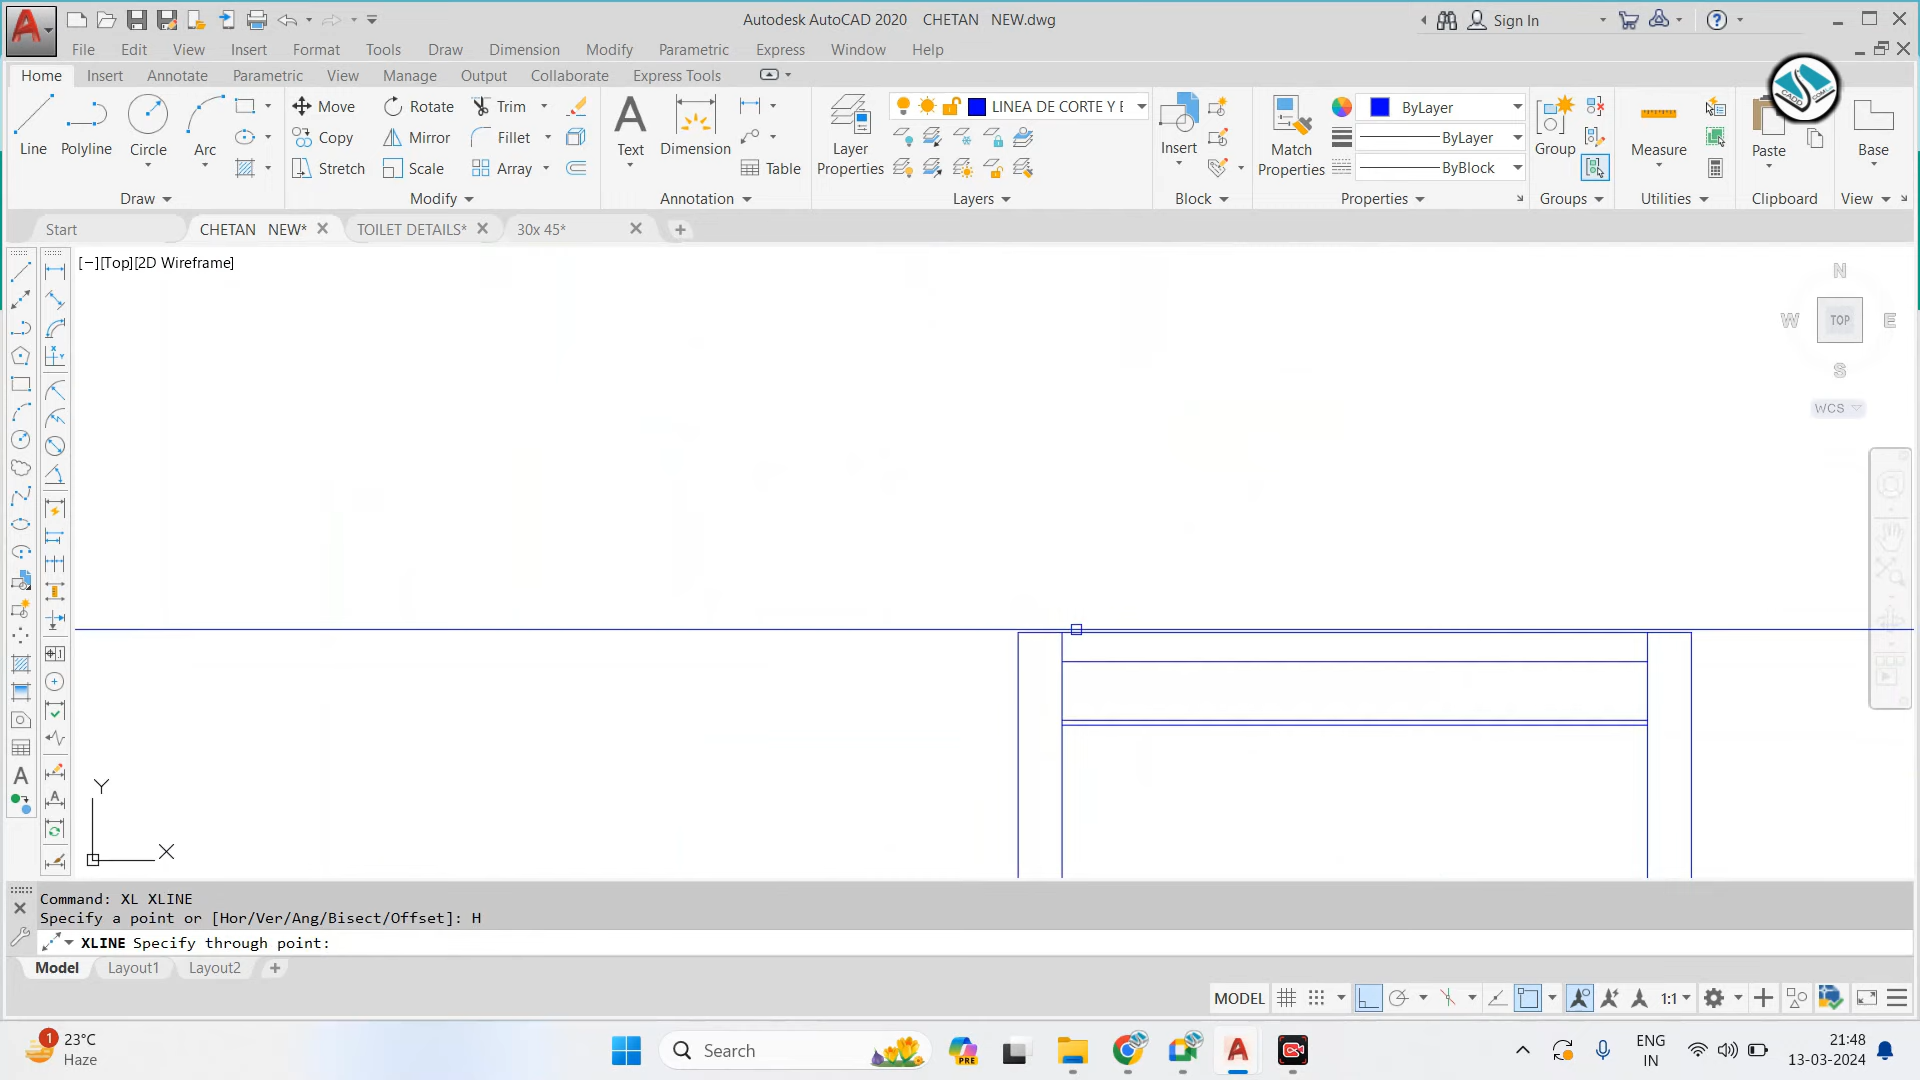 Autodesk AutoCAD 2020 CHETAN NEW.dwg
Sign In
File Edit View Insert Format Tools Draw Dimension Modify Parametric Express Window Help
Home Insert Annotate Parametric View Manage Output Collaborate Express Tools
Move Rotate Trim
LINEA DE CORTE Y E
ByLayer
Line Polyline Circle Arc
Copy Mirror Fillet
Text Dimension
Layer Properties
Insert
Match Properties
ByLayer
Group
Measure
Paste
Base
Stretch Scale Array
Table
ByBlock
Draw Modify Annotation Layers Block Properties Groups Utilities Clipboard View
Start CHETAN NEW* TOILET DETAILS* 30x 45*
[−][Top][2D Wireframe]
N
W TOP E
S
WCS
Y
X
Command: XL XLINE
Specify a point or [Hor/Ver/Ang/Bisect/Offset]: H
XLINE Specify through point:
Model Layout1 Layout2
MODEL 1:1
1 23°C
Haze
Search
PRE
ENG
IN
21:48
13-03-2024